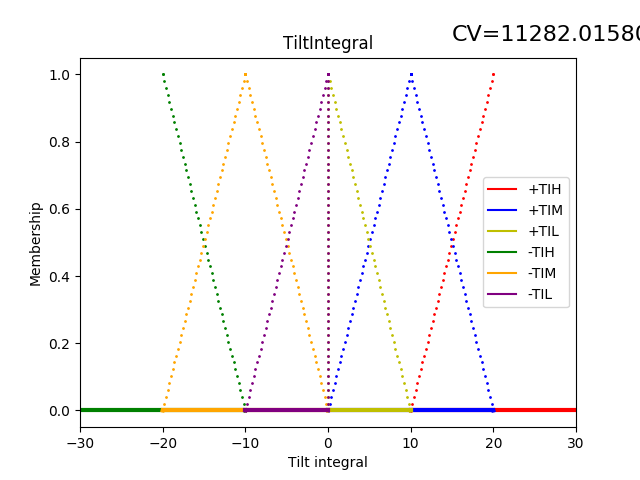 CV=11282.01580
TiltIntegral
1.0
0.8
0.6
0.4
0.2
0.0
Membership
+TIH
+TIM
+TIL
-TIH
-TIM
-TIL
−30
−20
−10
0
10
20
30
Tilt integral